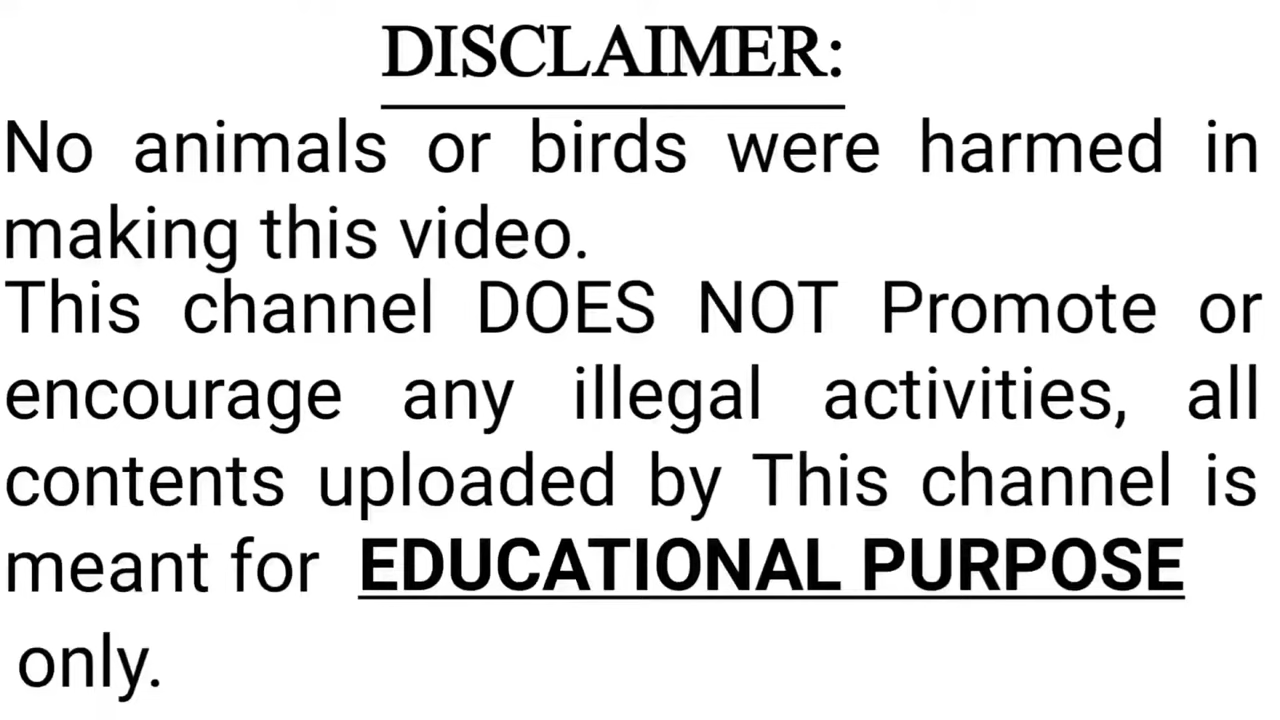 DISCLAIMER:
No animals or birds were harmed in
making this video.
This channel DOES NOT Promote or
encourage any illegal activities, all
contents uploaded by This channel is
meant for EDUCATIONAL PURPOSE
only.